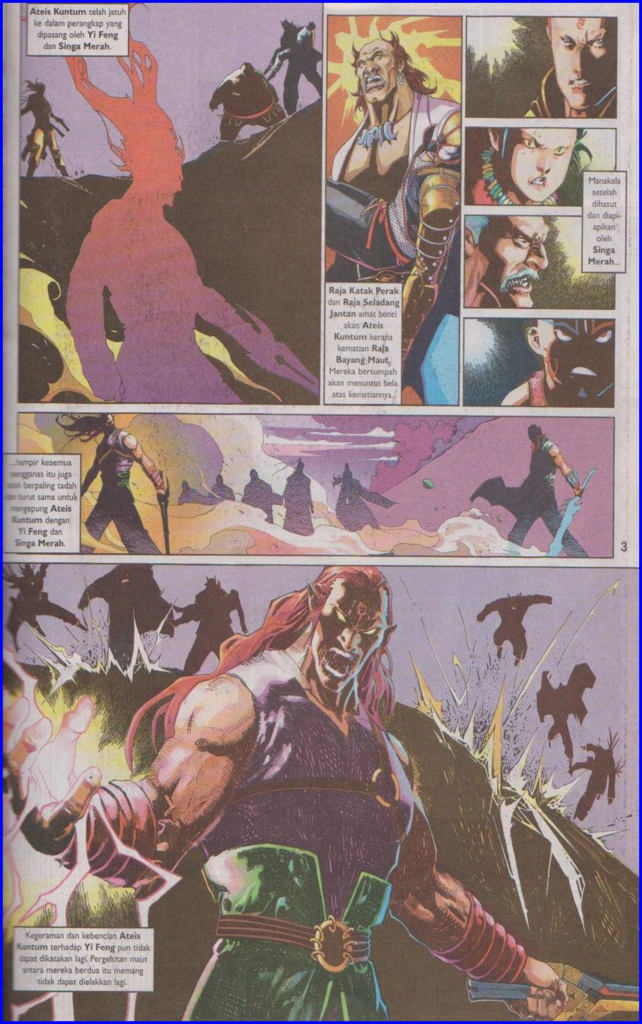 Ateis Kuntum telah jatuh
ke dalam perangkap yang
dipasang oleh Yi Feng
dan Singa Merah.
Raja Katak Perak
dan Raja Seladang
Jantan amat benci
akan Ateis
Kuntum kerana
kematian Raja
Bayang Maut.
Mereka bersumpah
akan menuntut bela
atas kematiannya..
Manakala
setelah
dihasut
dan diapi-
apikan
oleh
Singa
Merah...
...hampir kesemua
pengganas itu juga
telah berpaling tadah
dan turut sama untuk
mengepung Ateis
Kuntum dengan
Yi Feng dan
Singa Merah.
3
Kegeraman dan kebencian Ateis
Kuntum terhadap Yi Feng pun tidak
dapat dikatakan lagi. Pergelutan maut
antara mereka berdua itu memang
tidak dapat dielakkan lagi.